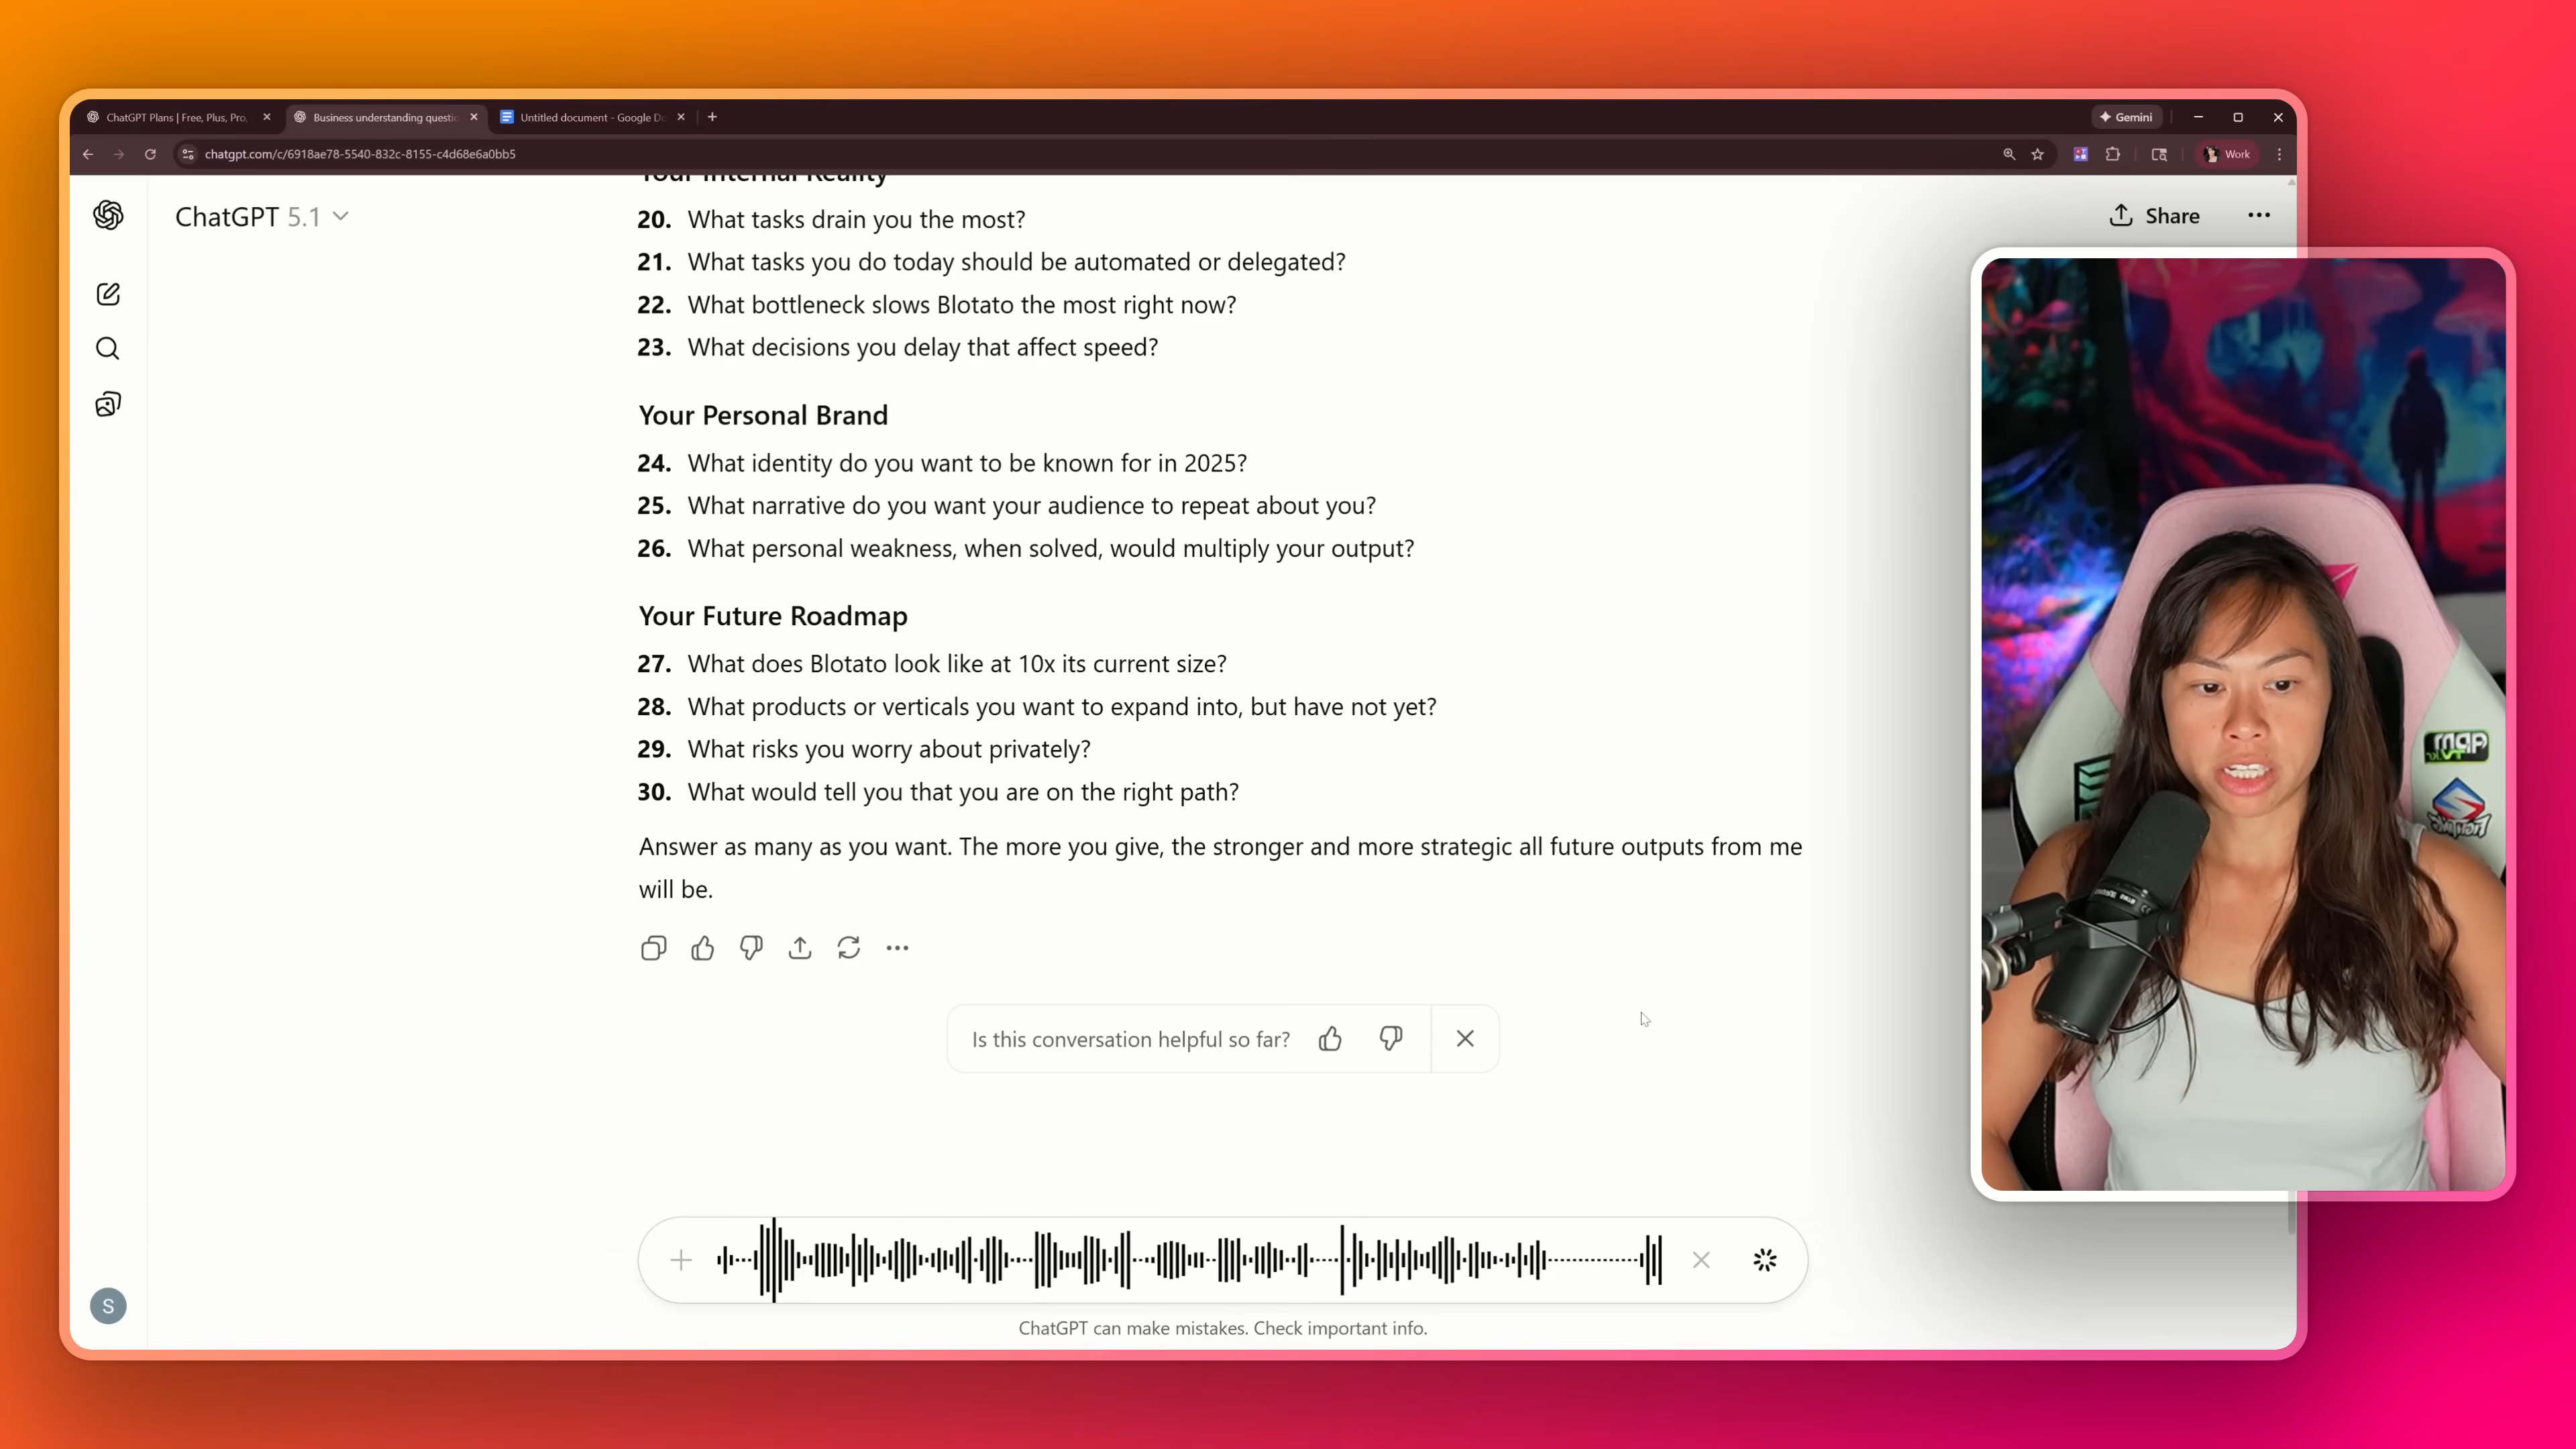 ChatGPT Plans | Free, Plus, Pro,
Business understanding questio
Untitled document - Google Do
Gemini
chatgpt.com/c/6918ae78-5540-832c-8155-c4d68e6a0bb5
Work
ChatGPT 5.1
Share
Your Internal Reality
20. What tasks drain you the most?
21. What tasks you do today should be automated or delegated?
22. What bottleneck slows Blotato the most right now?
23. What decisions you delay that affect speed?
Your Personal Brand
24. What identity do you want to be known for in 2025?
25. What narrative do you want your audience to repeat about you?
26. What personal weakness, when solved, would multiply your output?
Your Future Roadmap
27. What does Blotato look like at 10x its current size?
28. What products or verticals you want to expand into, but have not yet?
29. What risks you worry about privately?
30. What would tell you that you are on the right path?
Answer as many as you want. The more you give, the stronger and more strategic all future outputs from me
will be.
Is this conversation helpful so far?
S
ChatGPT can make mistakes. Check important info.